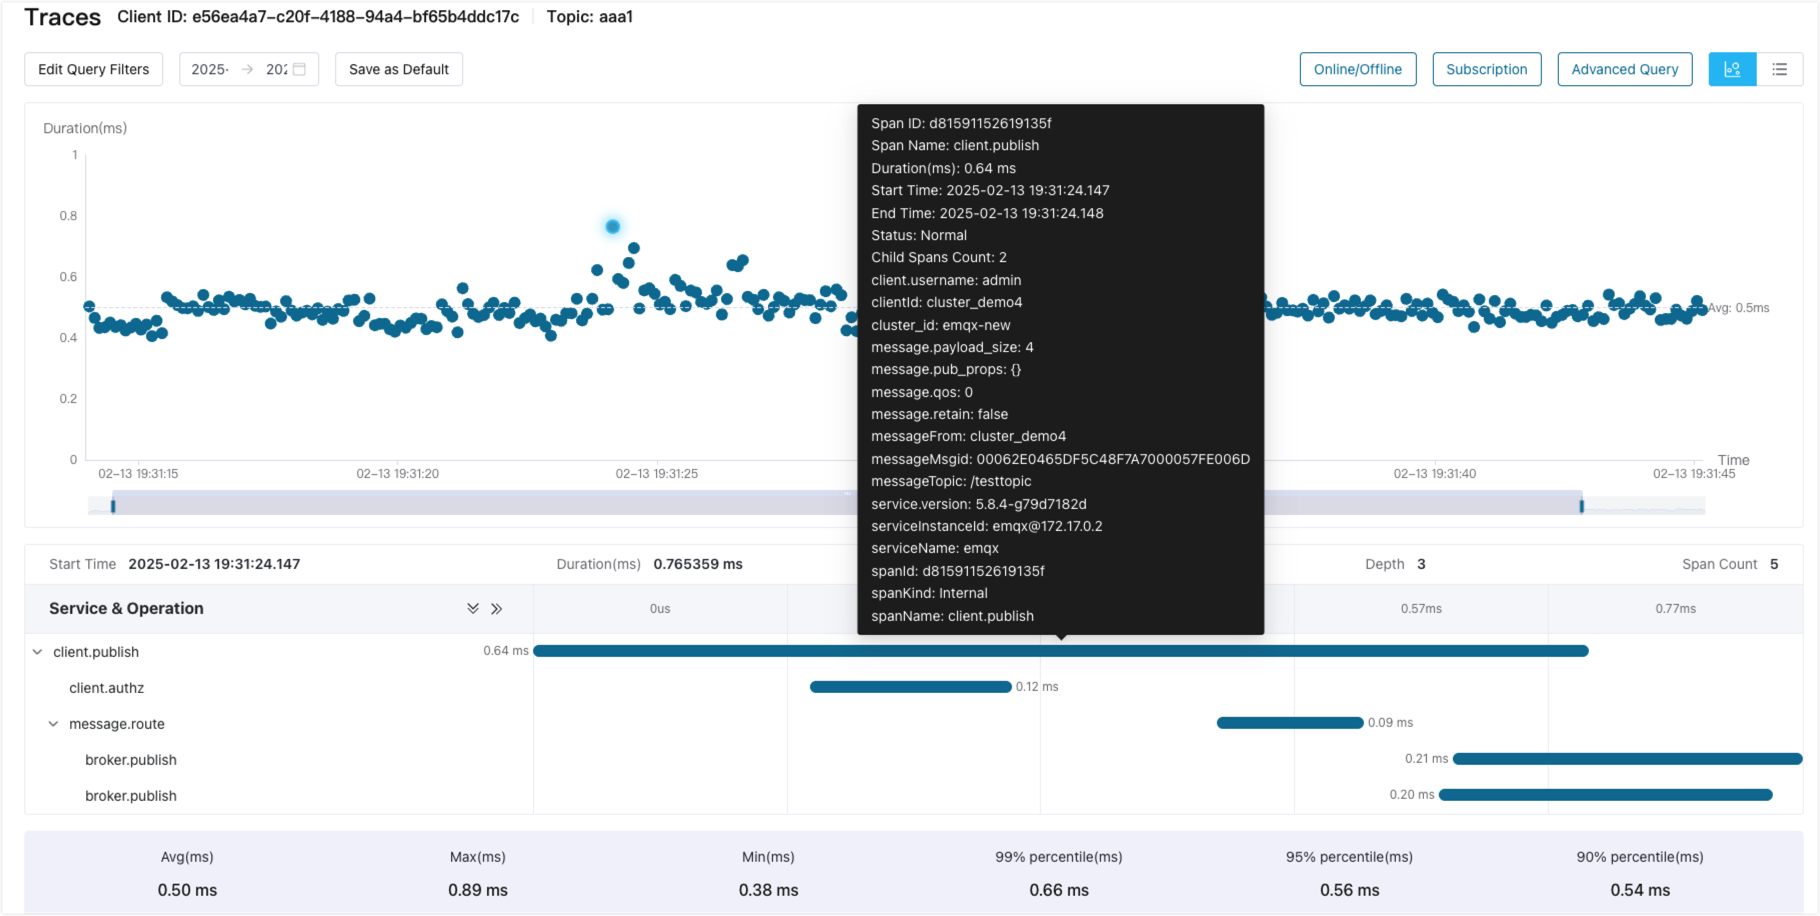 Traces Client ID: e56ea4a7-c20f-4188-94a4-bf65b4ddc17c Topic: aaa1
Edit Query Filters 2025- → 202 Save as Default Online/Offline Subscription Advanced Query
Duration(ms)
1
0.8
0.6
0.4
0.2
0
Avg: 0.5ms
02-13 19:31:15 02-13 19:31:20 02-13 19:31:25 02-13 19:31:40 02-13 19:31:45
Time
Span ID: d81591152619135f
Span Name: client.publish
Duration(ms): 0.64 ms
Start Time: 2025-02-13 19:31:24.147
End Time: 2025-02-13 19:31:24.148
Status: Normal
Child Spans Count: 2
client.username: admin
clientId: cluster_demo4
cluster_id: emqx-new
message.payload_size: 4
message.pub_props: {}
message.qos: 0
message.retain: false
messageFrom: cluster_demo4
messageMsgid: 00062E0465DF5C48F7A7000057FE006D
messageTopic: /testtopic
service.version: 5.8.4-g79d7182d
serviceInstanceId: emqx@172.17.0.2
serviceName: emqx
spanId: d81591152619135f
spanKind: Internal
spanName: client.publish
Start Time 2025-02-13 19:31:24.147 Duration(ms) 0.765359 ms Depth 3 Span Count 5
Service & Operation 0us 0.57ms 0.77ms
client.publish 0.64 ms
client.authz 0.12 ms
message.route 0.09 ms
broker.publish 0.21 ms
broker.publish 0.20 ms
Avg(ms) Max(ms) Min(ms) 99% percentile(ms) 95% percentile(ms) 90% percentile(ms)
0.50 ms 0.89 ms 0.38 ms 0.66 ms 0.56 ms 0.54 ms